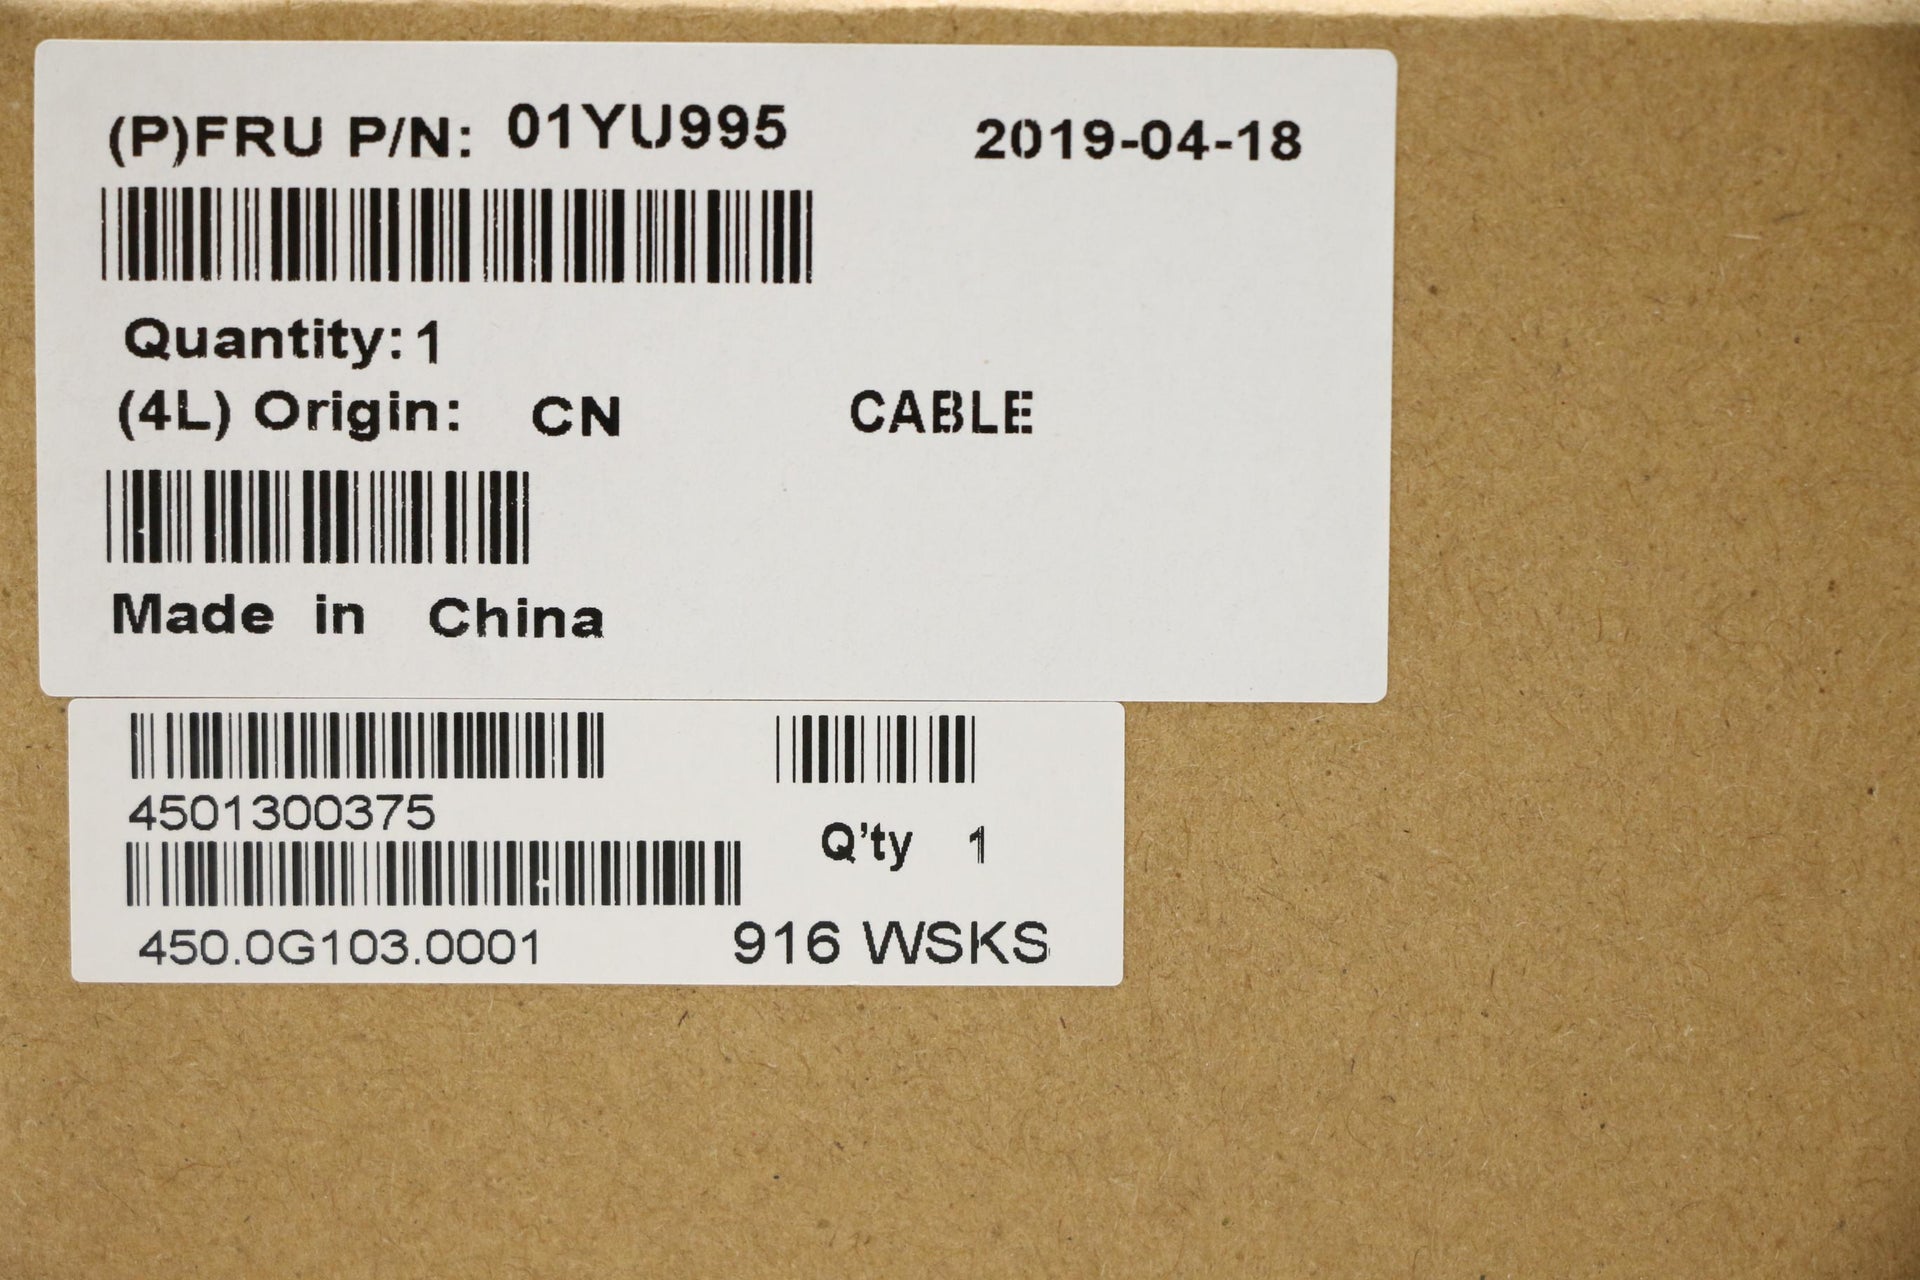 (P)FRU P/N: 01YU995 2019-04-18
Quantity: 1
(4L) Origin: CN CABLE
Made in China
4501300375
Q'ty 1
450.0G103.0001 916 WSKS